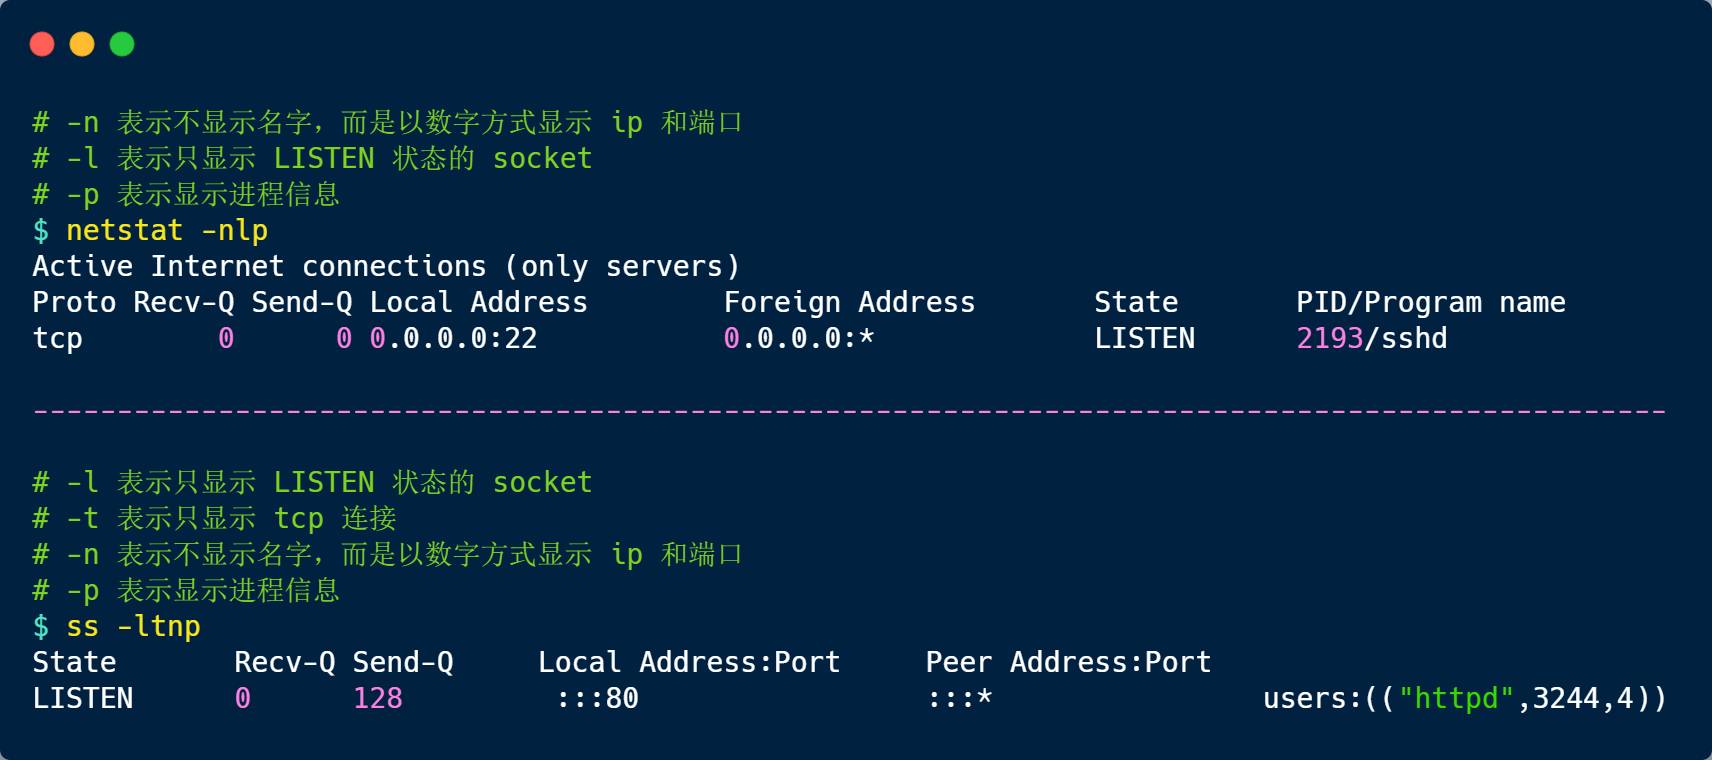 # -n 表示不显示名字，而是以数字方式显示 ip 和端口
# -l 表示只显示 LISTEN 状态的 socket
# -p 表示显示进程信息
$ netstat -nlp
Active Internet connections (only servers)
Proto Recv-Q Send-Q Local Address        Foreign Address       State       PID/Program name
tcp        0      0 0.0.0.0:22           0.0.0.0:*             LISTEN      2193/sshd
-------------------------------------------------------------------------------------------------
# -l 表示只显示 LISTEN 状态的 socket
# -t 表示只显示 tcp 连接
# -n 表示不显示名字，而是以数字方式显示 ip 和端口
# -p 表示显示进程信息
$ ss -ltnp
State       Recv-Q Send-Q     Local Address:Port     Peer Address:Port
LISTEN      0      128         :::80                 :::*                users:(("httpd",3244,4))